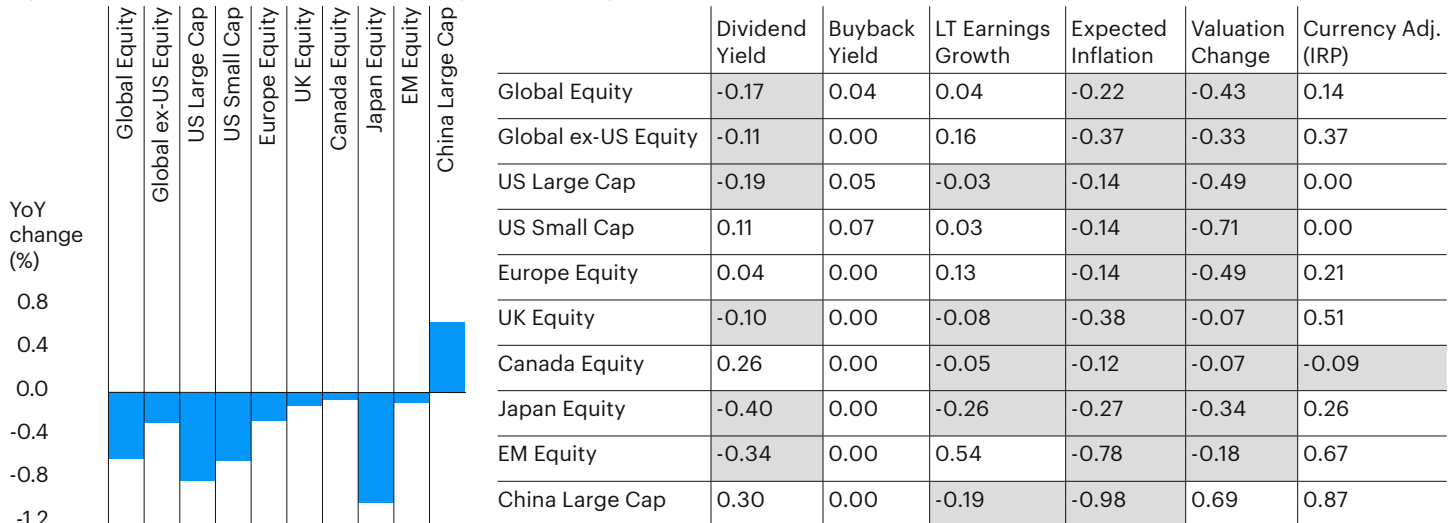 Global Equity
Global ex-US Equity
US Large Cap
US Small Cap
Europe Equity
UK Equity
Canada Equity
Japan Equity
EM Equity
China Large Cap
YoY
change
(%)
0.8
0.4
0.0
-0.4
-0.8
-1.2
Dividend Yield Buyback Yield LT Earnings Growth Expected Inflation Valuation Change Currency Adj. (IRP)
Global Equity -0.17 0.04 0.04 -0.22 -0.43 0.14
Global ex-US Equity -0.11 0.00 0.16 -0.37 -0.33 0.37
US Large Cap -0.19 0.05 -0.03 -0.14 -0.49 0.00
US Small Cap 0.11 0.07 0.03 -0.14 -0.71 0.00
Europe Equity 0.04 0.00 0.13 -0.14 -0.49 0.21
UK Equity -0.10 0.00 -0.08 -0.38 -0.07 0.51
Canada Equity 0.26 0.00 -0.05 -0.12 -0.07 -0.09
Japan Equity -0.40 0.00 -0.26 -0.27 -0.34 0.26
EM Equity -0.34 0.00 0.54 -0.78 -0.18 0.67
China Large Cap 0.30 0.00 -0.19 -0.98 0.69 0.87